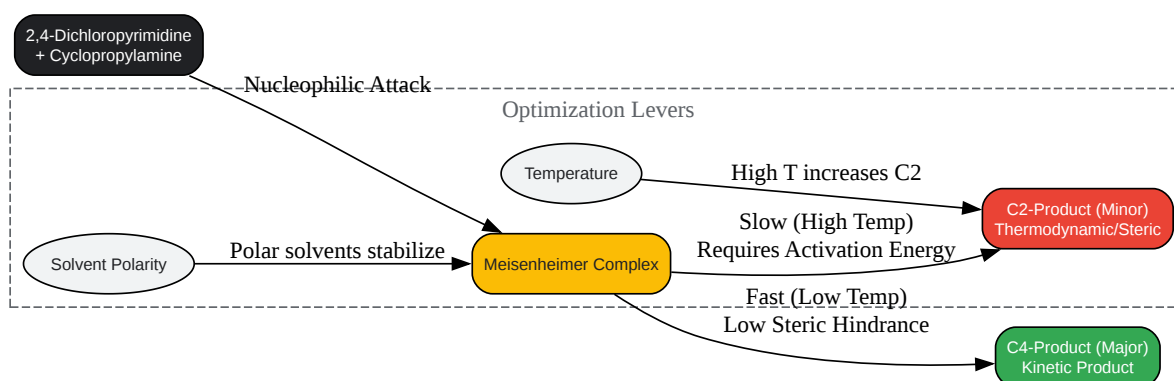 2,4-Dichloropyrimidine
+ Cyclopropylamine
Nucleophilic Attack
Optimization Levers
Temperature
High T increases C2
C2-Product (Minor)
Thermodynamic/Steric
Slow (High Temp)
Requires Activation Energy
Solvent Polarity
Polar solvents stabilize
Meisenheimer Complex
Fast (Low Temp)
Low Steric Hindrance
C4-Product (Major)
Kinetic Product